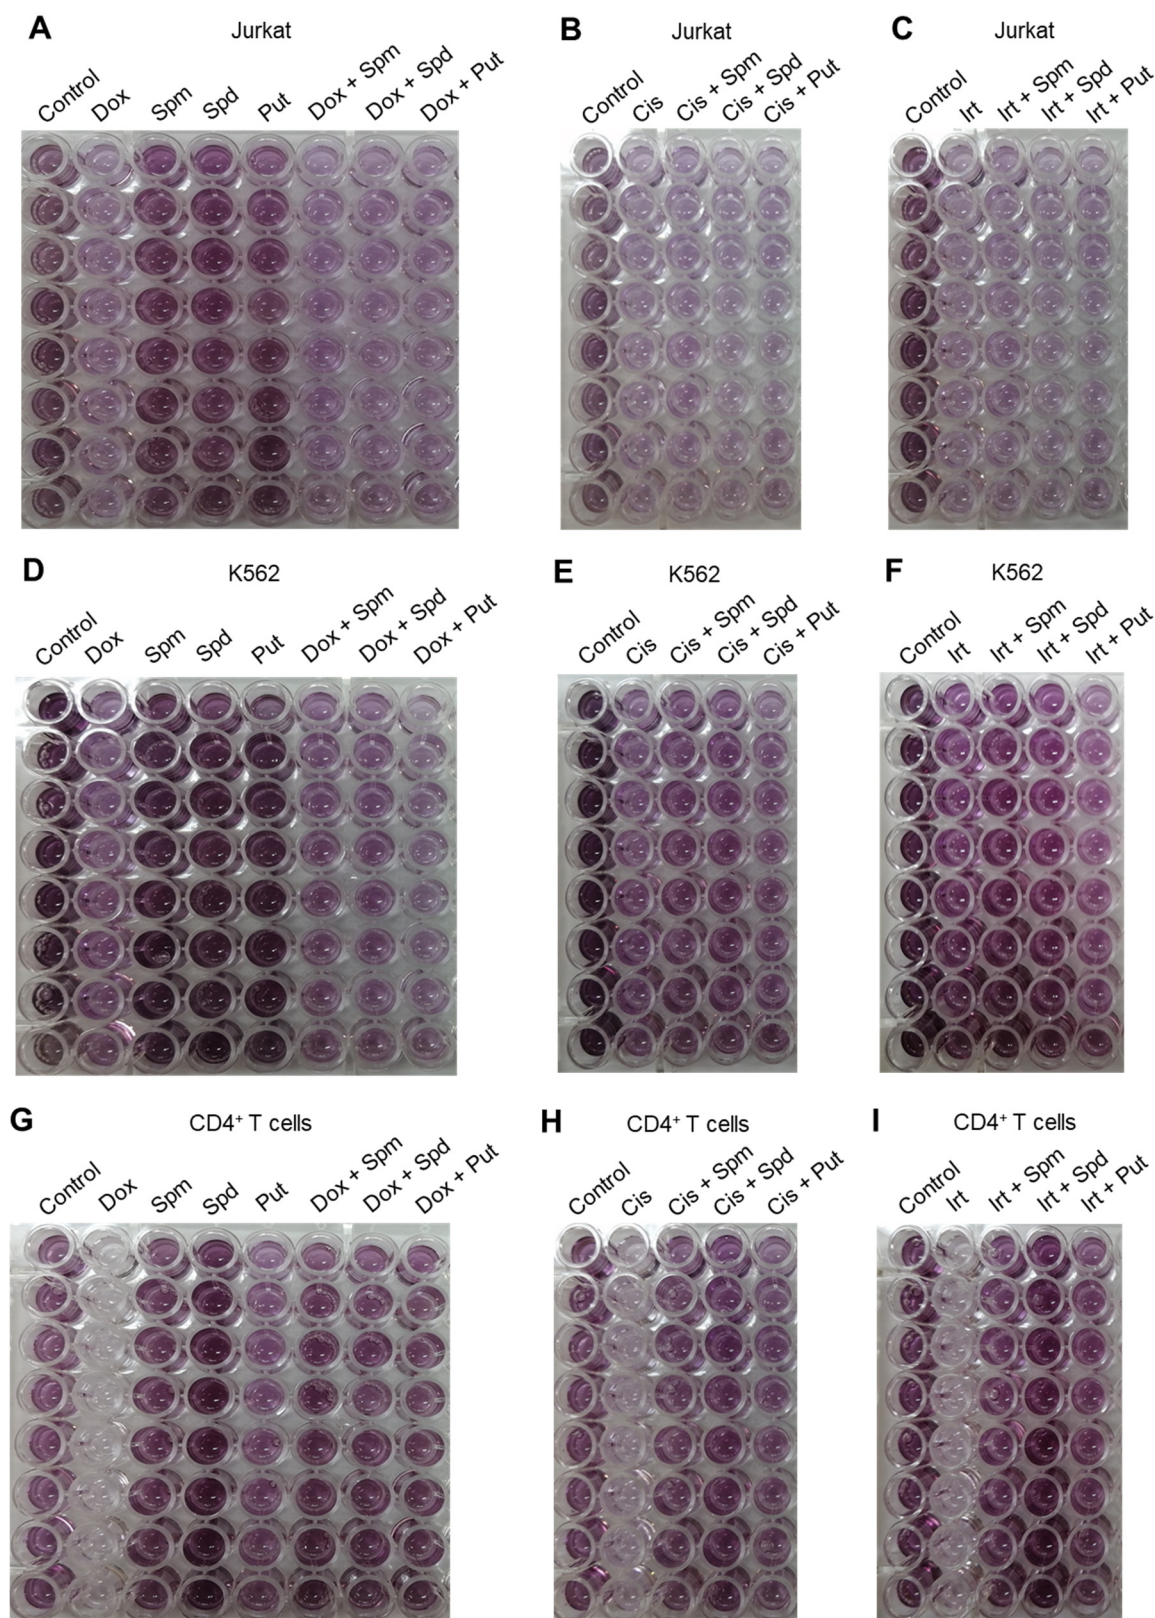 A
Jurkat
Control Dox Spm Spd Put Dox + Spm Dox + Spd Dox + Put
B
Jurkat
Control Cis Cis + Spm Cis + Spd Cis + Put
C
Jurkat
Control Irt Irt + Spm Irt + Spd Irt + Put
D
K562
Control Dox Spm Spd Put Dox + Spm Dox + Spd Dox + Put
E
K562
Control Cis Cis + Spm Cis + Spd Cis + Put
F
K562
Control Irt Irt + Spm Irt + Spd Irt + Put
G
CD4⁺ T cells
Control Dox Spm Spd Put Dox + Spm Dox + Spd Dox + Put
H
CD4⁺ T cells
Control Cis Cis + Spm Cis + Spd Cis + Put
I
CD4⁺ T cells
Control Irt Irt + Spm Irt + Spd Irt + Put